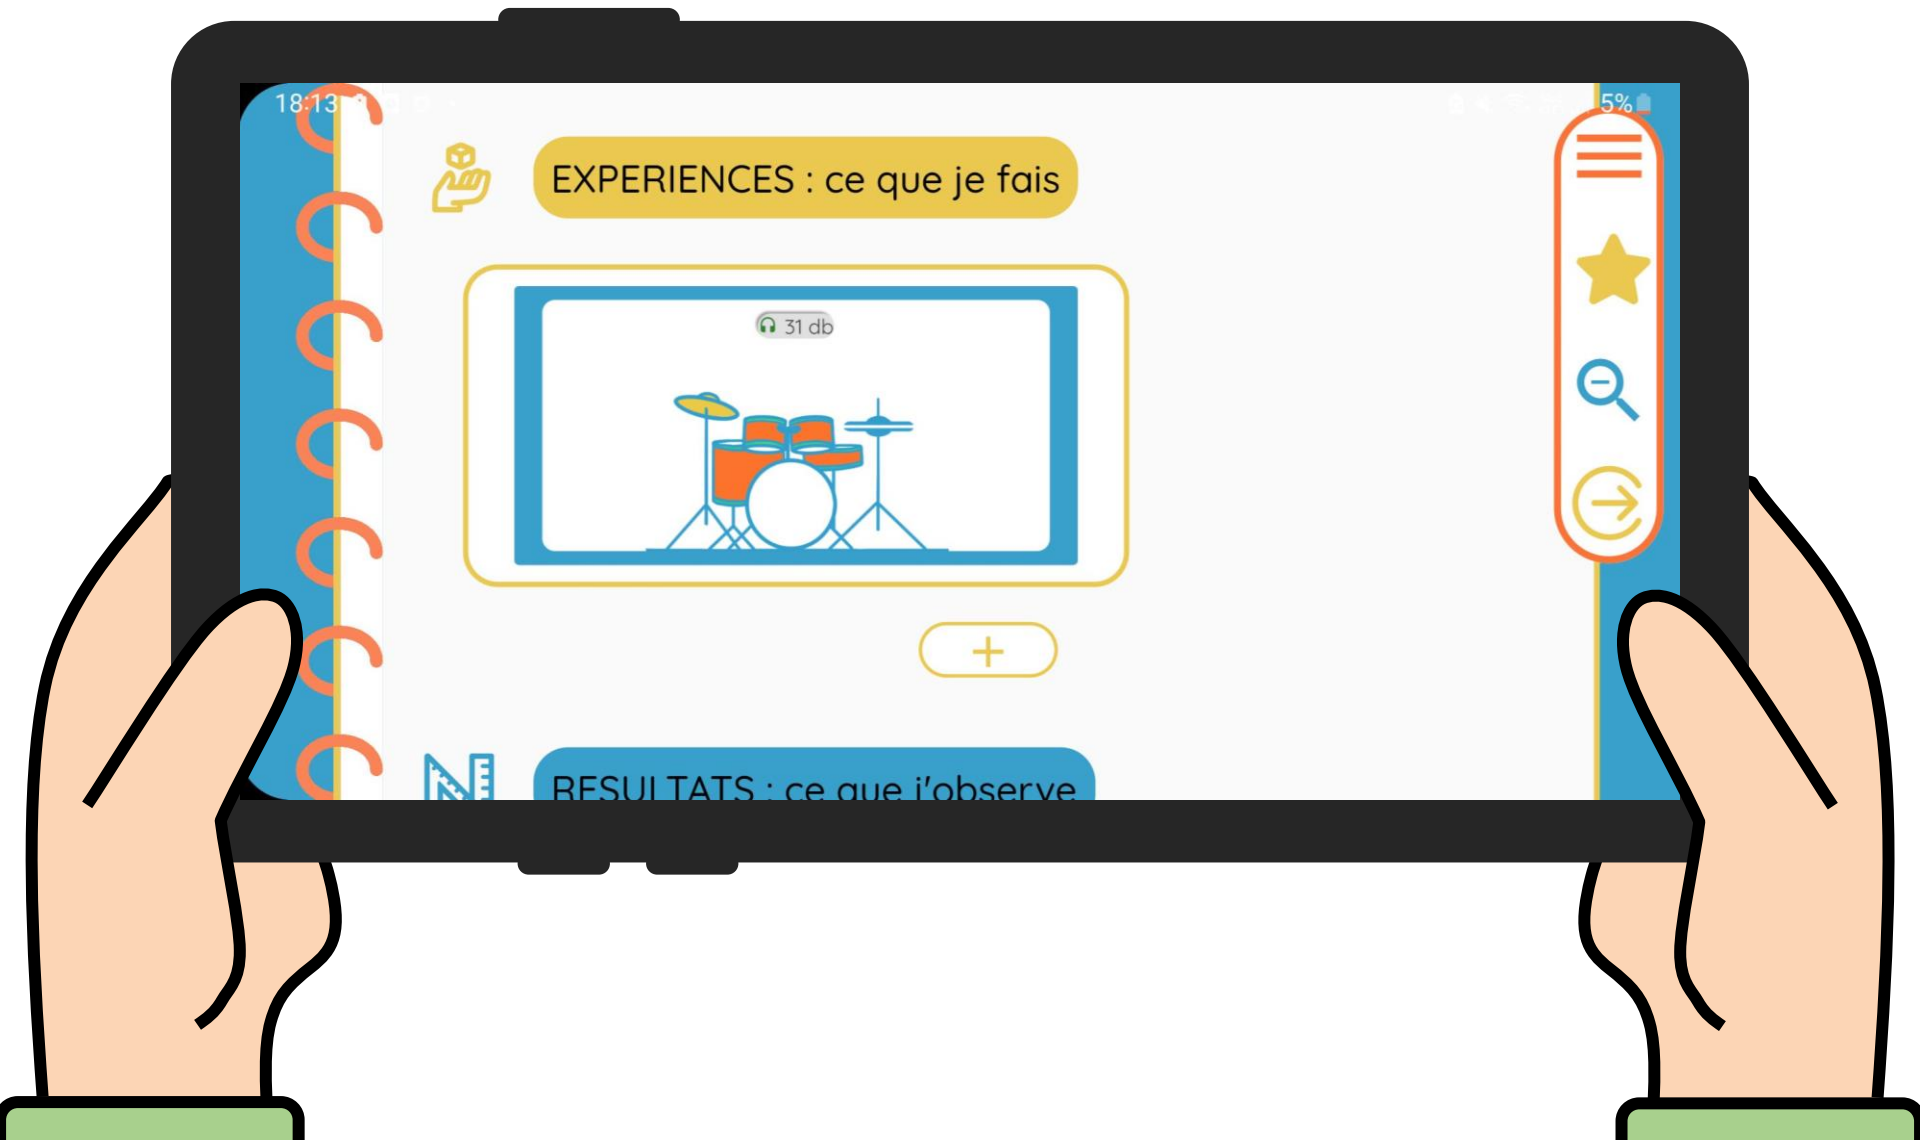 18:13
5%
EXPERIENCES : ce que je fais
31 db
+
RESULTATS : ce que j'observe